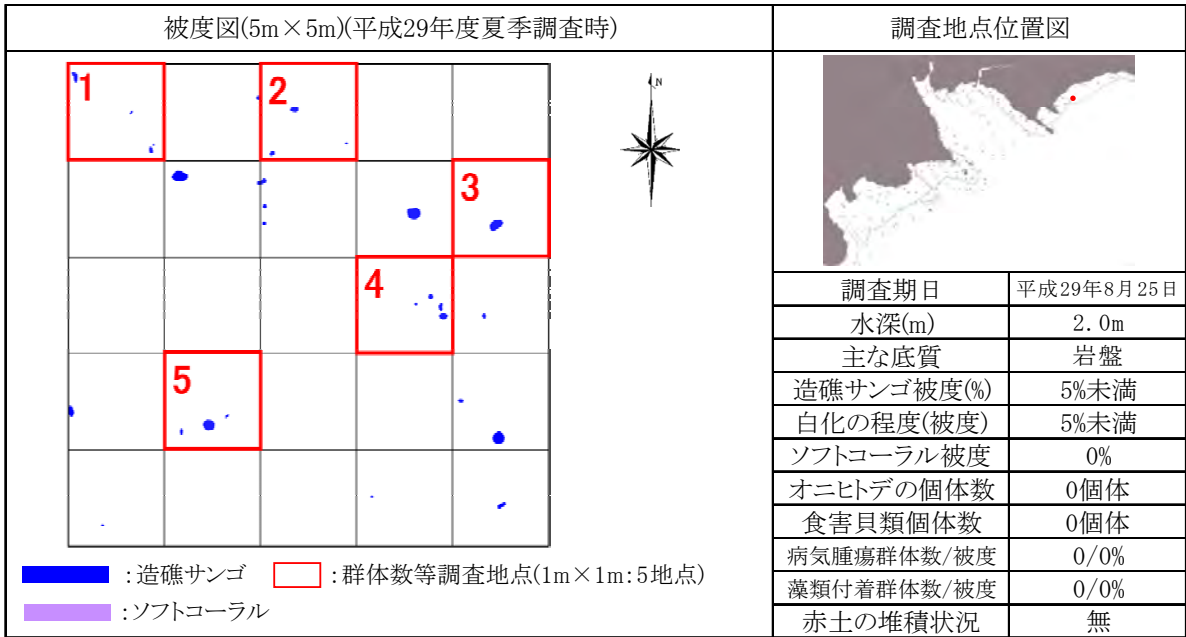 被度図(5m×5m)(平成29年度夏季調査時)
調査地点位置図
1
2
N
3
4
5
調査期日 平成29年8月25日
水深(m) 2.0m
主な底質 岩盤
造礁サンゴ被度(%) 5%未満
白化の程度(被度) 5%未満
ソフトコーラル被度 0%
オニヒトデの個体数 0個体
食害貝類個体数 0個体
病気腫瘍群体数/被度 0/0%
藻類付着群体数/被度 0/0%
赤土の堆積状況 無
:造礁サンゴ :群体数等調査地点(1m×1m:5地点)
:ソフトコーラル